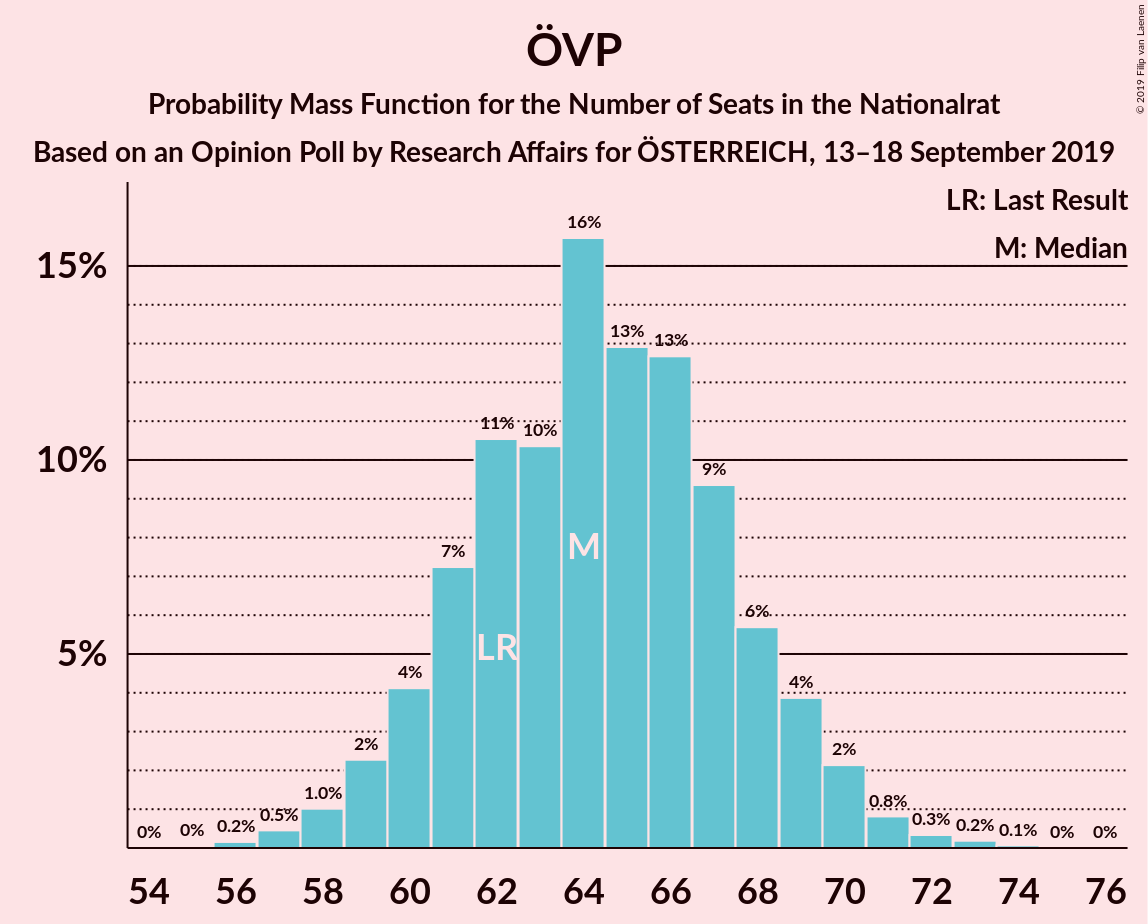 ÖVP
Probability Mass Function for the Number of Seats in the Nationalrat
Based on an Opinion Poll by Research Affairs for ÖSTERREICH, 13–18 September 2019
© 2019 Filip van Laenen
LR: Last Result
M: Median
15%
10%
5%
0%
0%
0.2%
0.5%
1.0%
2%
4%
7%
11%
10%
16%
13%
13%
9%
6%
4%
2%
0.8%
0.3%
0.2%
0.1%
0%
0%
LR
M
54 56 58 60 62 64 66 68 70 72 74 76